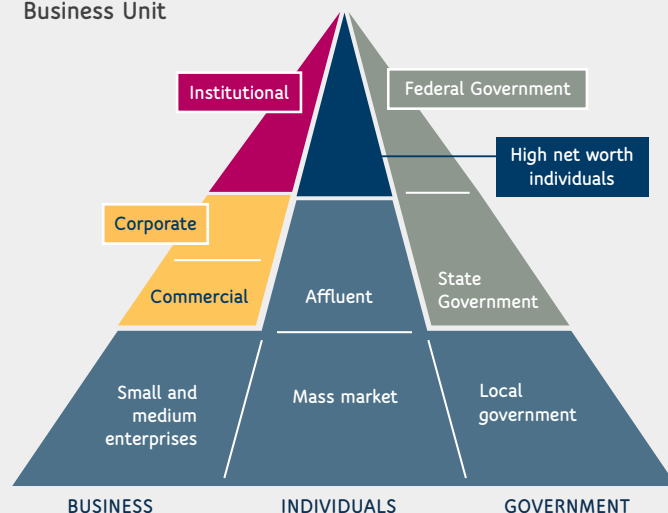 Business Unit
Institutional
Federal Government
High net worth
individuals
Corporate
Commercial
Affluent
State
Government
Small and
medium
enterprises
Mass market
Local
government
BUSINESS
INDIVIDUALS
GOVERNMENT